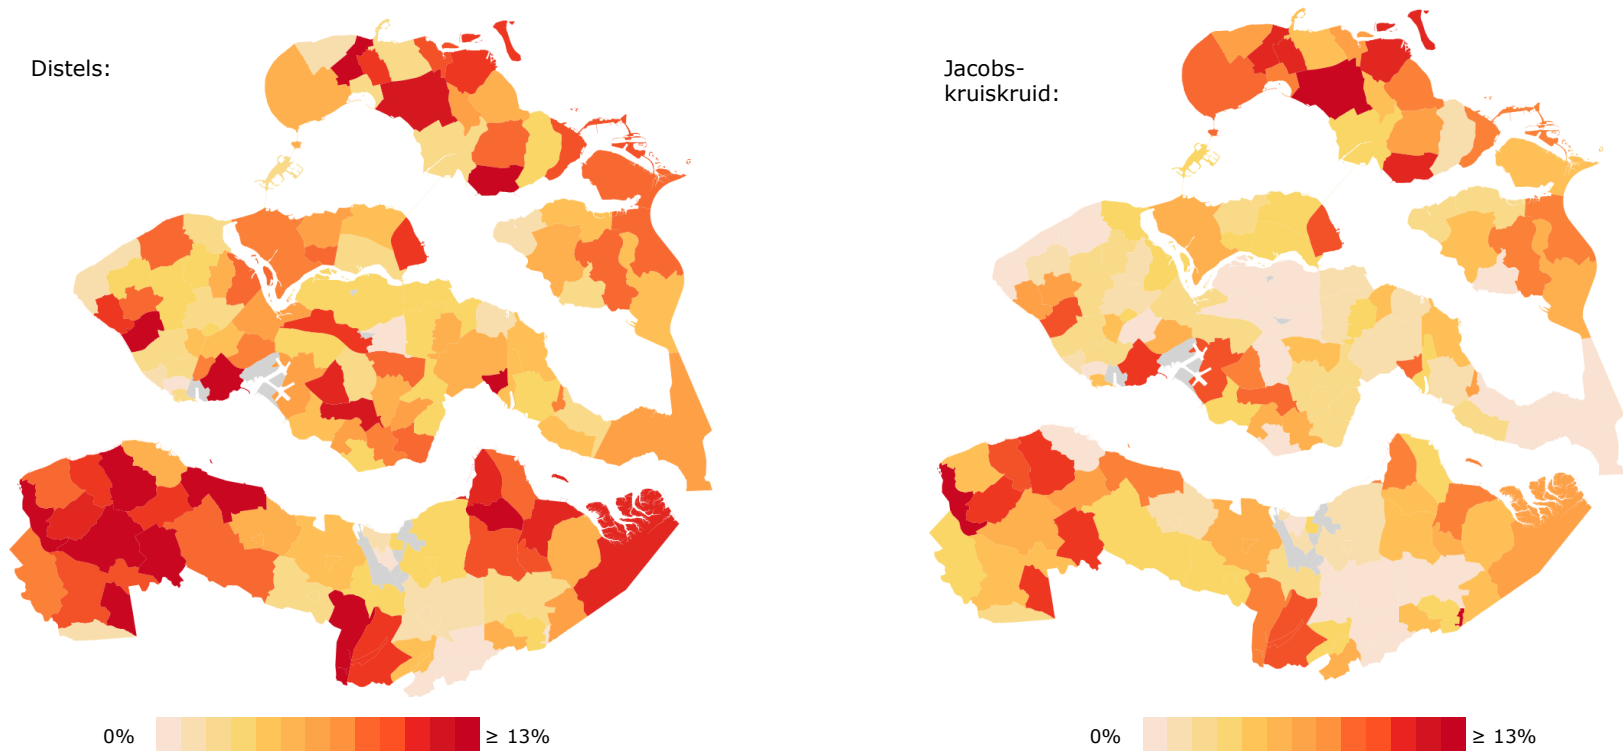 Distels:
Jacobs-
kruiskruid:
0% ≥ 13%
0% ≥ 13%